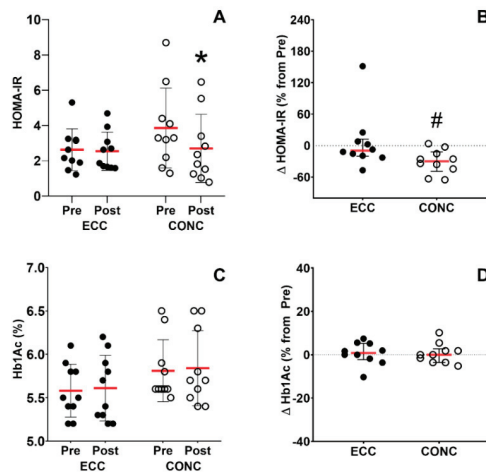 A
HOMA-IR
10
8
6
4
2
0
*
Pre Post Pre Post
ECC CONC
B
Δ HOMA-IR (% from Pre)
240
180
120
60
0
-60
#
ECC CONC
C
Hb1Ac (%)
7.0
6.5
6.0
5.5
5.0
Pre Post Pre Post
ECC CONC
D
Δ Hb1Ac (% from Pre)
40
20
0
-20
-40
ECC CONC